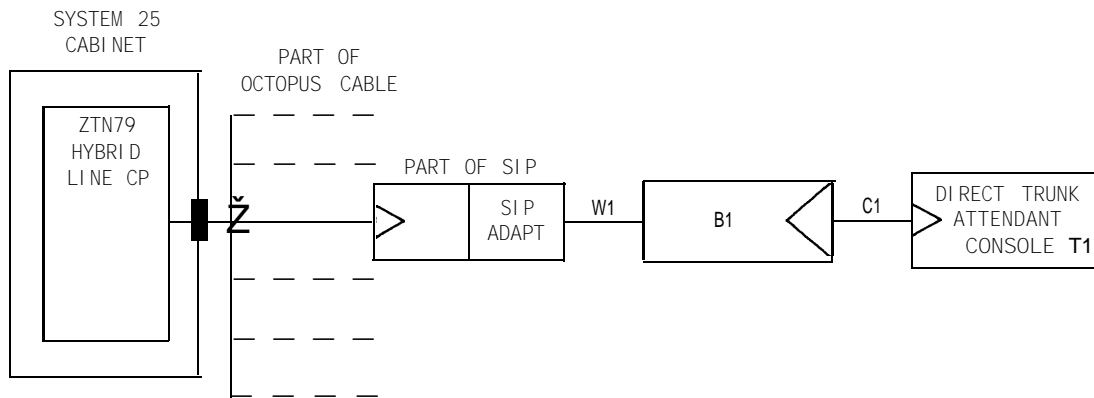 SYSTEM 25
CABINET
PART OF
OCTOPUS CABLE
ZTN79
HYBRID
LINE CP
Ž
PART OF SIP
SIP
ADAPT
W1
B1
C1
DIRECT TRUNK
ATTENDANT
CONSOLE T1